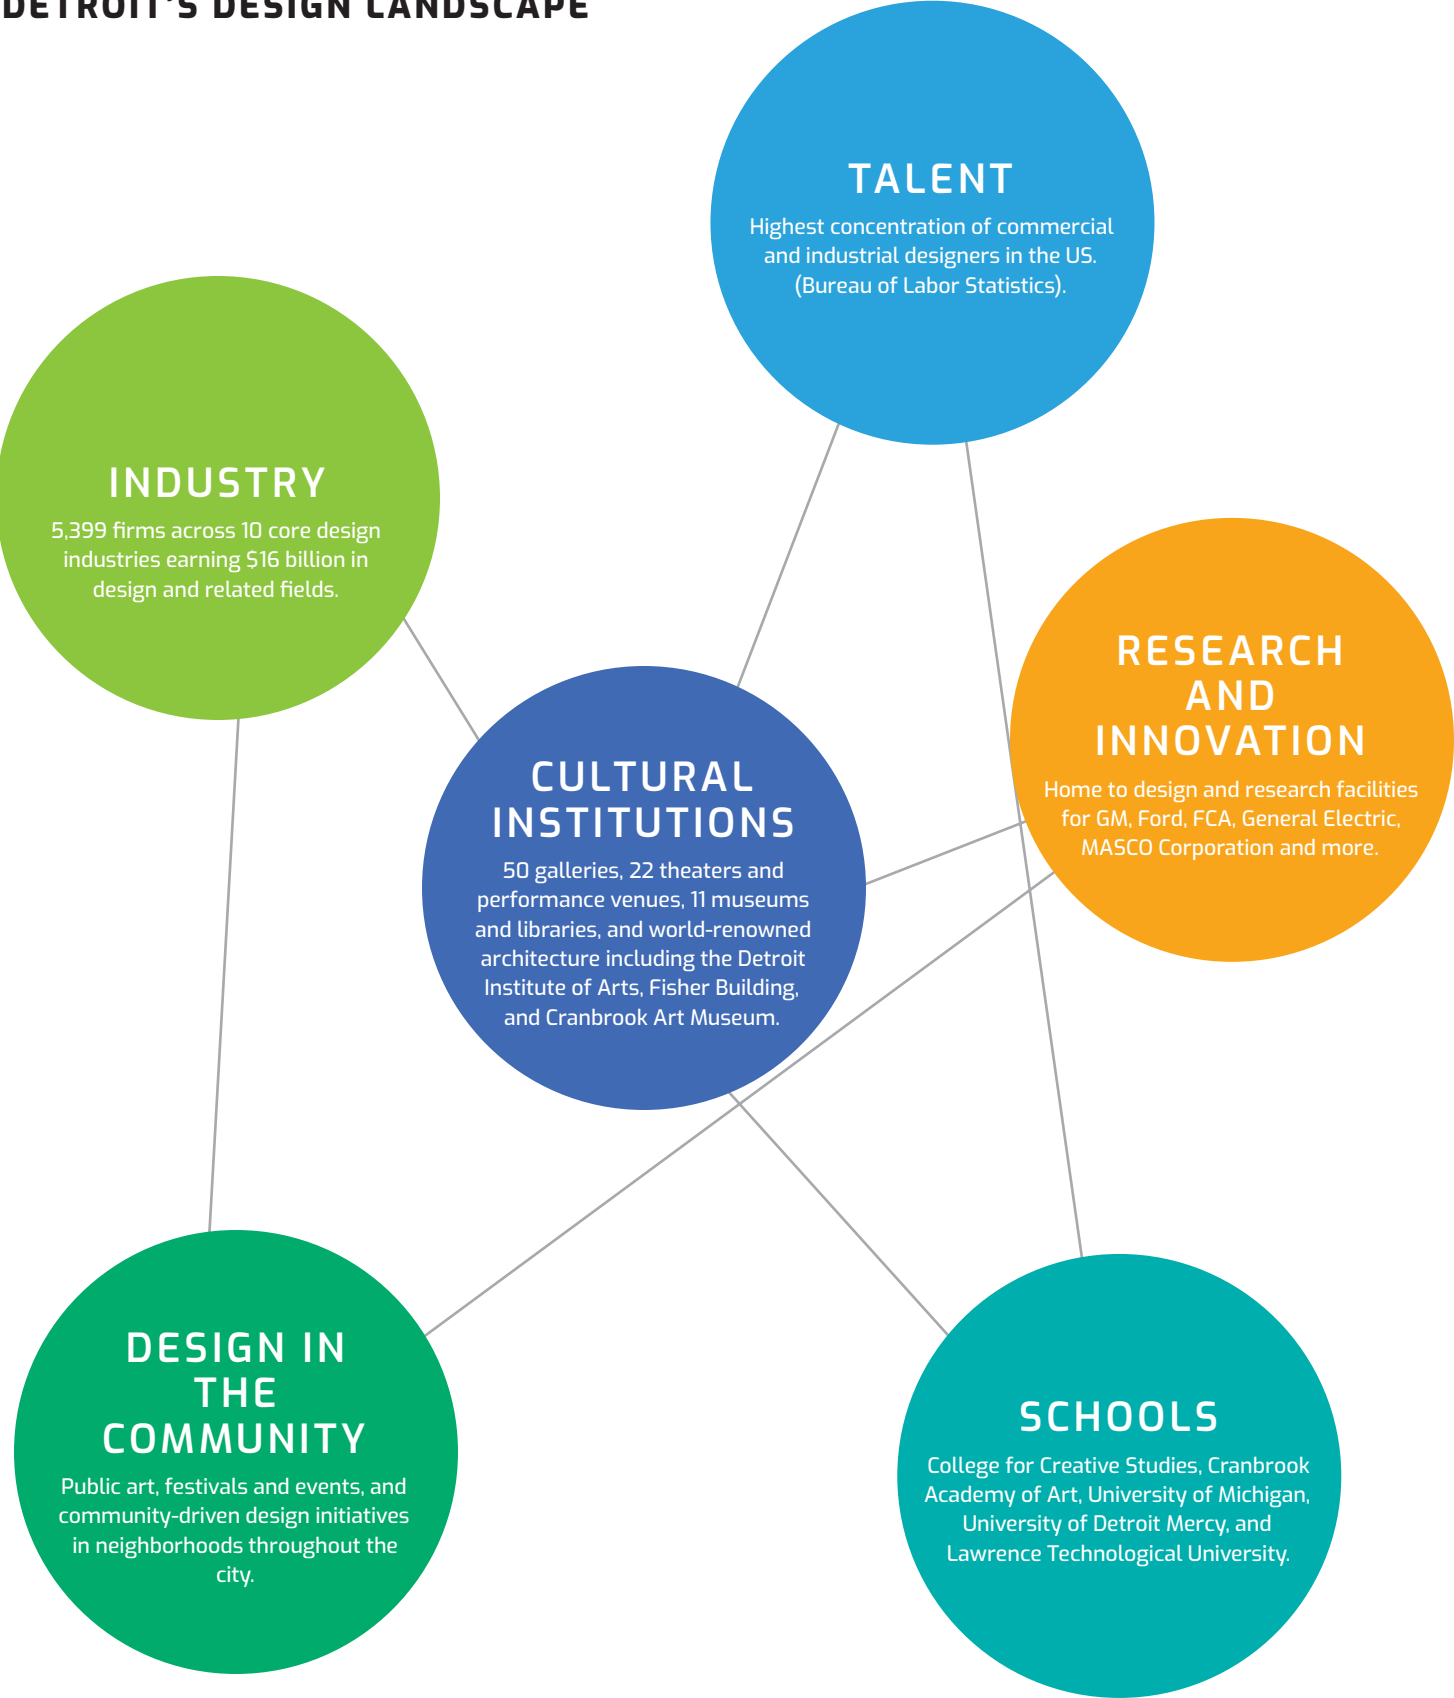 DETROIT'S DESIGN LANDSCAPE
TALENT
Highest concentration of commercial
and industrial designers in the US.
(Bureau of Labor Statistics).
INDUSTRY
5,399 firms across 10 core design
industries earning $16 billion in
design and related fields.
RESEARCH
AND
INNOVATION
Home to design and research facilities
for GM, Ford, FCA, General Electric,
MASCO Corporation and more.
CULTURAL
INSTITUTIONS
50 galleries, 22 theaters and
performance venues, 11 museums
and libraries, and world-renowned
architecture including the Detroit
Institute of Arts, Fisher Building,
and Cranbrook Art Museum.
DESIGN IN
THE
COMMUNITY
Public art, festivals and events, and
community-driven design initiatives
in neighborhoods throughout the
city.
SCHOOLS
College for Creative Studies, Cranbrook
Academy of Art, University of Michigan,
University of Detroit Mercy, and
Lawrence Technological University.